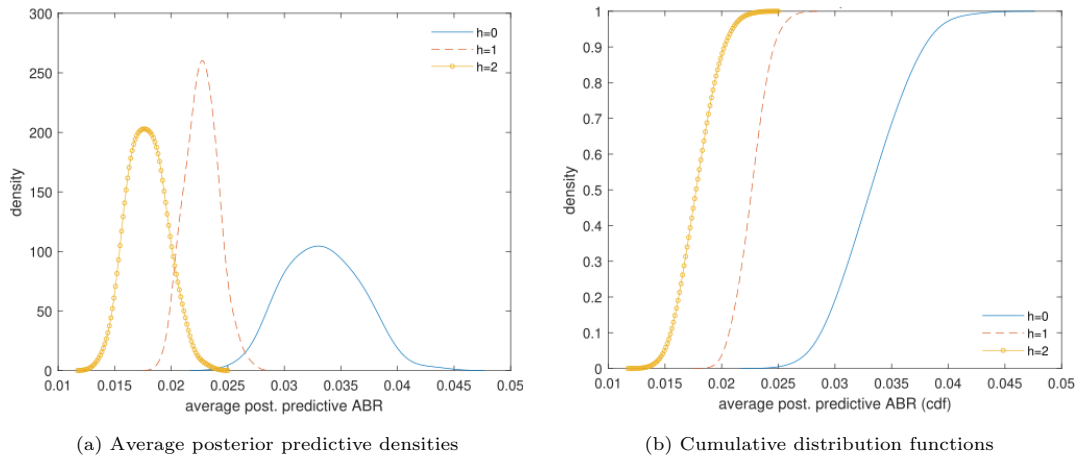 300
250
200
150
100
50
0
density
h=0
h=1
h=2
0.01 0.015 0.02 0.025 0.03 0.035 0.04 0.045 0.05
average post. predictive ABR
(a) Average posterior predictive densities
1
0.9
0.8
0.7
0.6
0.5
0.4
0.3
0.2
0.1
0
density
h=0
h=1
h=2
0.01 0.015 0.02 0.025 0.03 0.035 0.04 0.045 0.05
average post. predictive ABR (cdf)
(b) Cumulative distribution functions